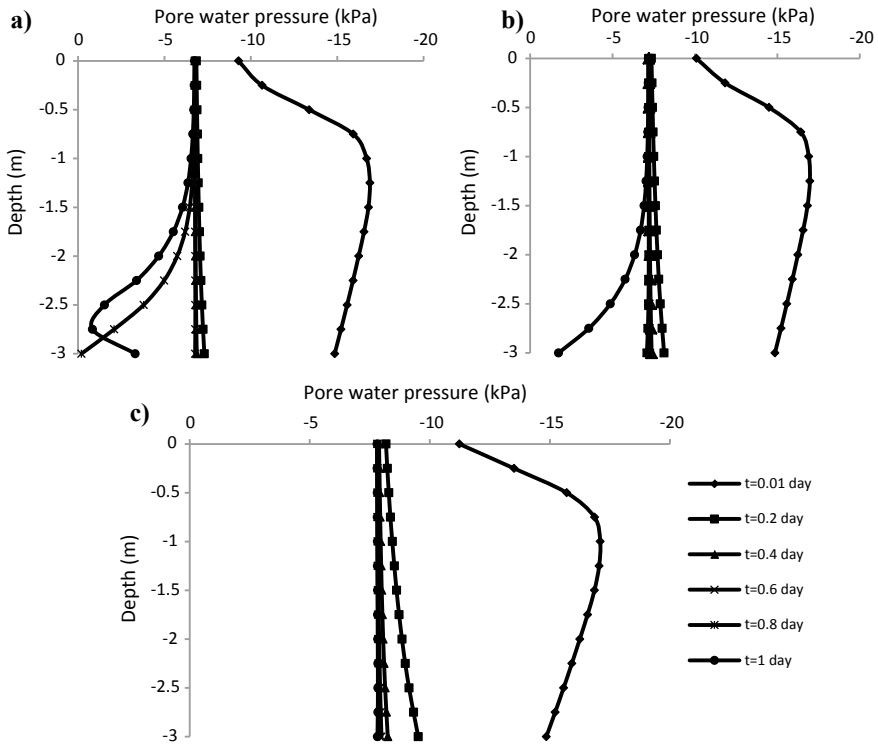 a)
Pore water pressure (kPa)
0 -5 -10 -15 -20
0
-0.5
-1
-1.5
-2
-2.5
-3
Depth (m)
b)
Pore water pressure (kPa)
0 -5 -10 -15 -20
0
-0.5
-1
-1.5
-2
-2.5
-3
Depth (m)
c)
Pore water pressure (kPa)
0 -5 -10 -15 -20
0
-0.5
-1
-1.5
-2
-2.5
-3
Depth (m)
t=0.01 day
t=0.2 day
t=0.4 day
t=0.6 day
t=0.8 day
t=1 day